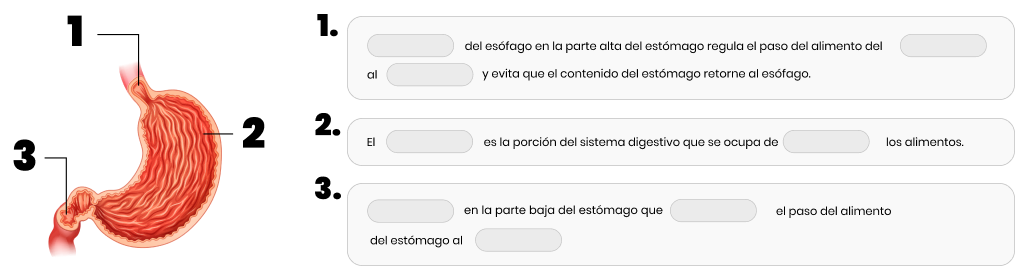 1
2
3
1.
del esófago en la parte alta del estómago regula el paso del alimento del
al y evita que el contenido del estómago retorne al esófago.
2.
El es la porción del sistema digestivo que se ocupa de los alimentos.
3.
en la parte baja del estómago que el paso del alimento
del estómago al